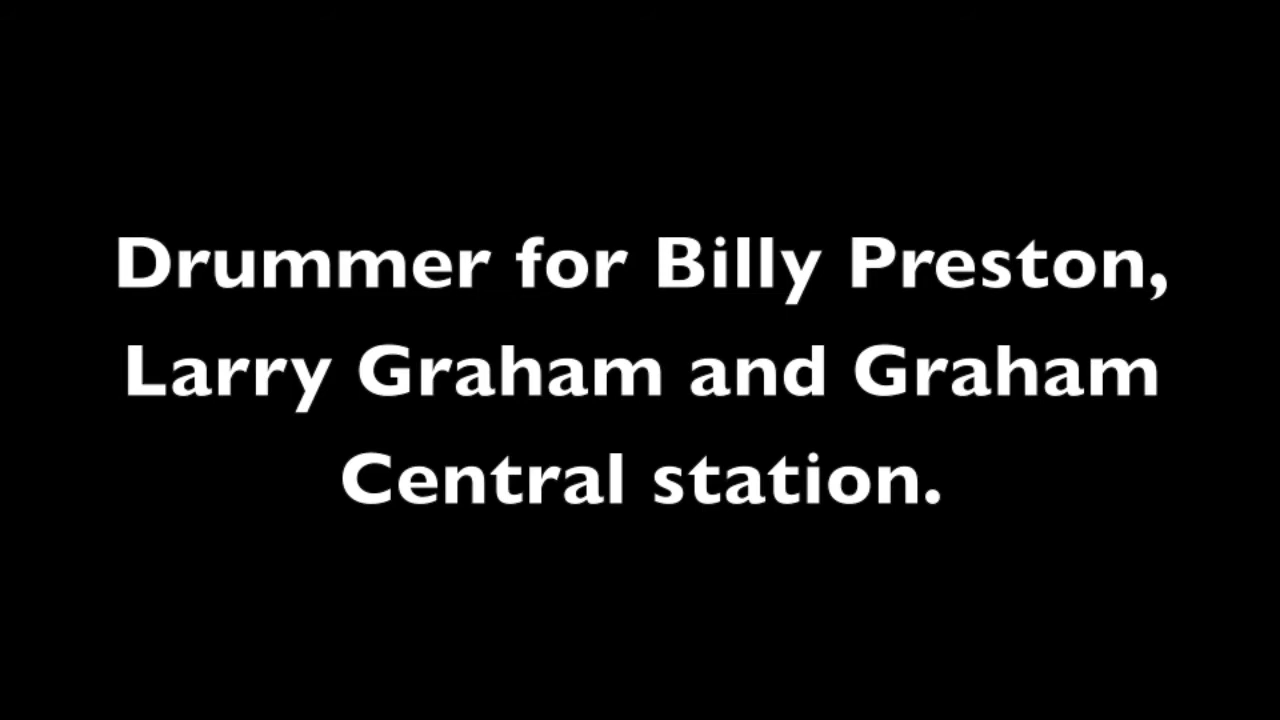 Drummer for Billy Preston,
Larry Graham and Graham
Central station.